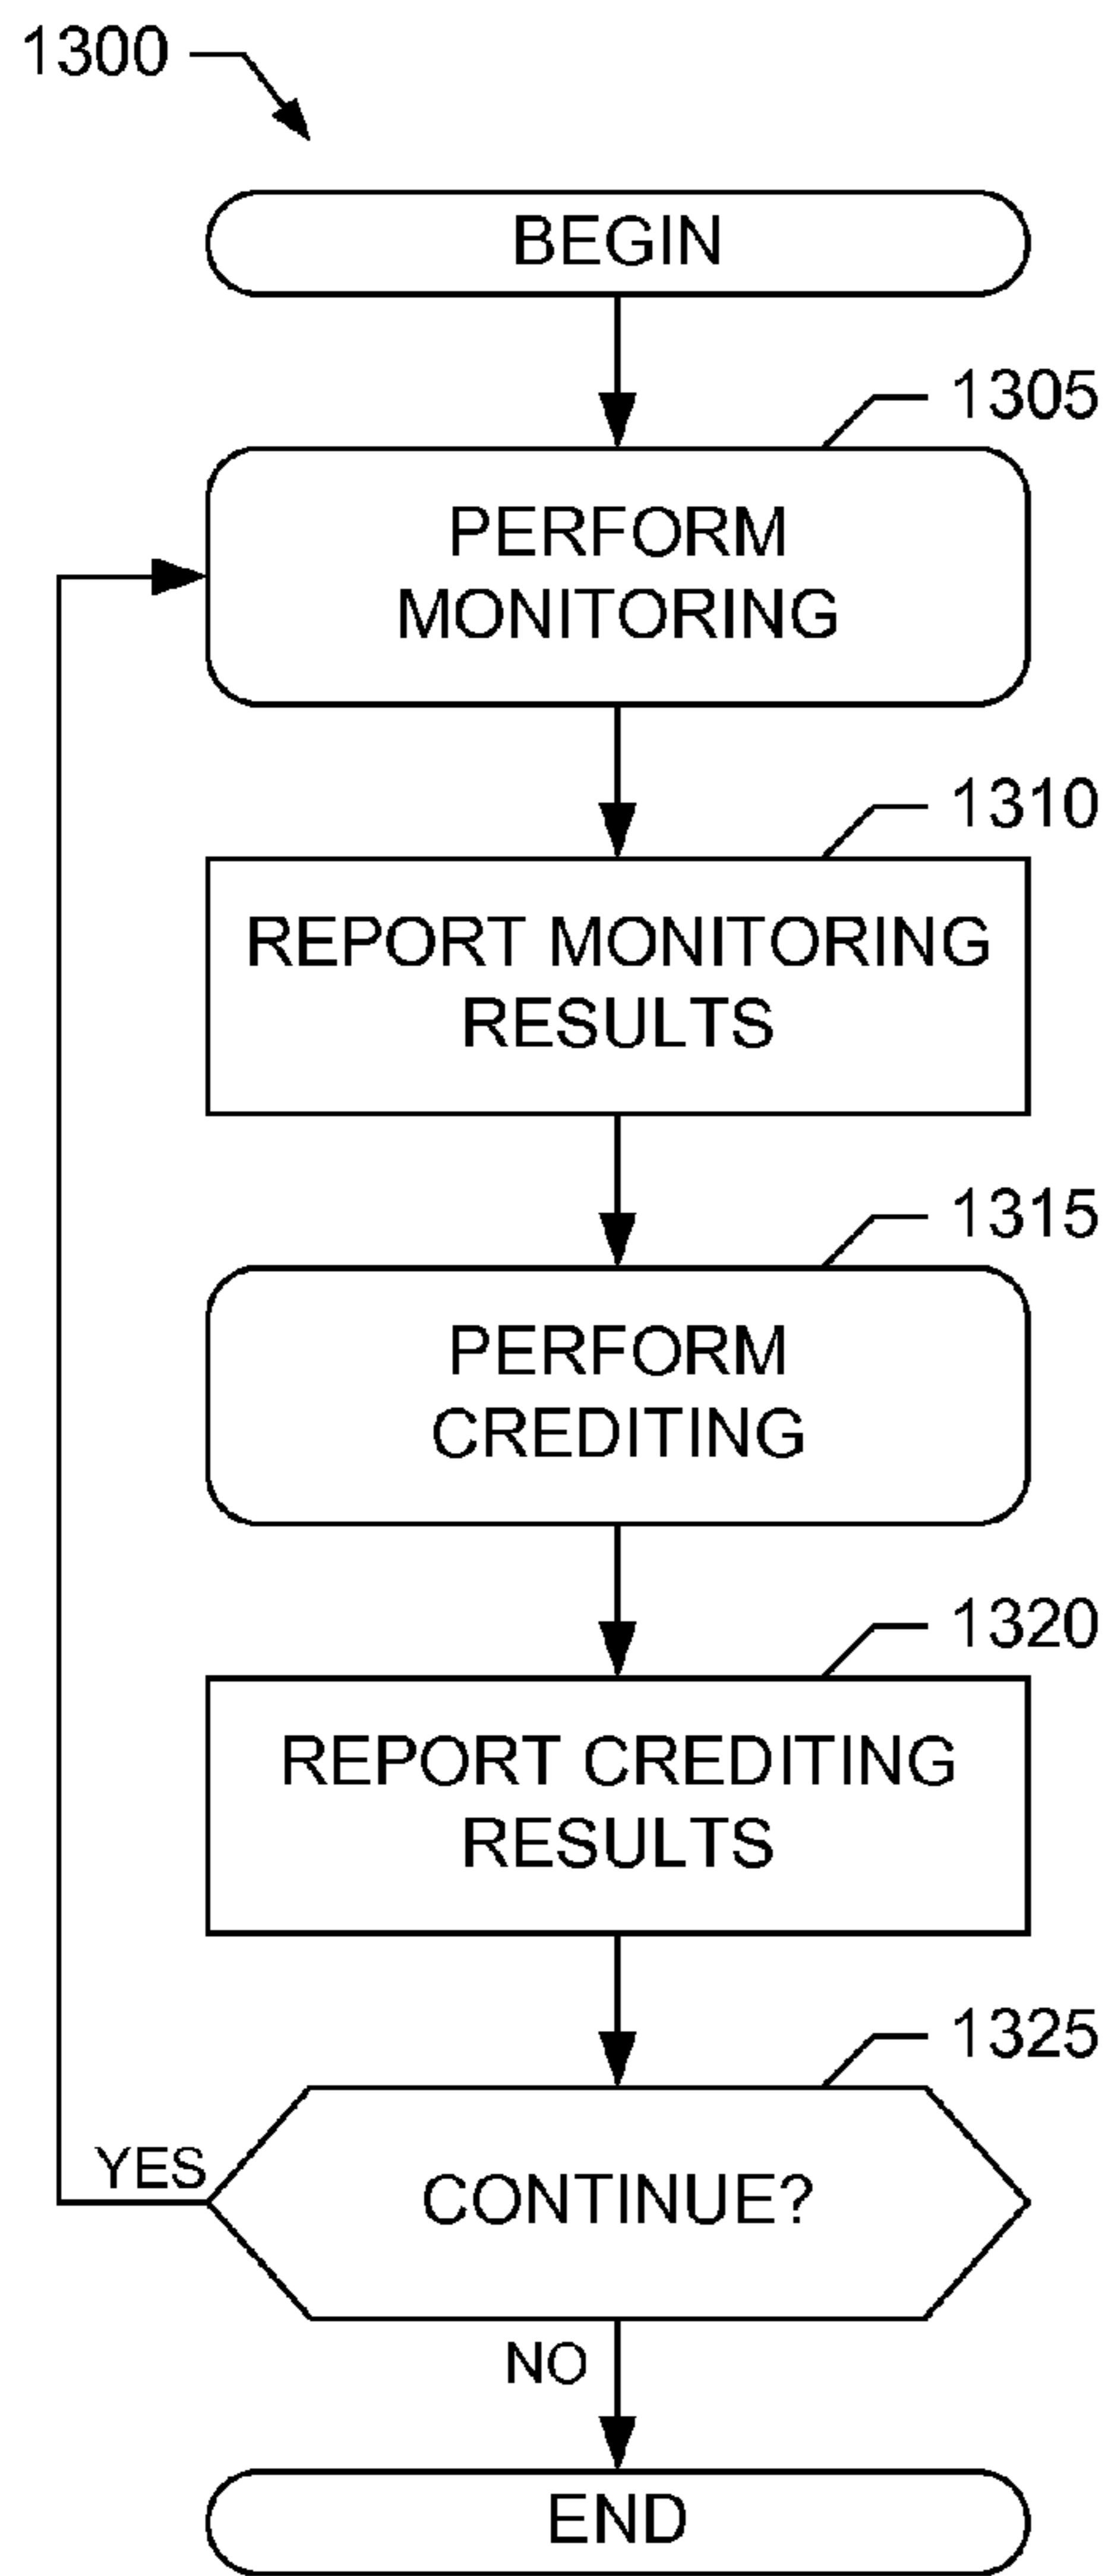 1300
BEGIN
1305
PERFORM
MONITORING
1310
REPORT MONITORING
RESULTS
1315
PERFORM
CREDITING
1320
REPORT CREDITING
RESULTS
1325
YES
CONTINUE?
NO
END